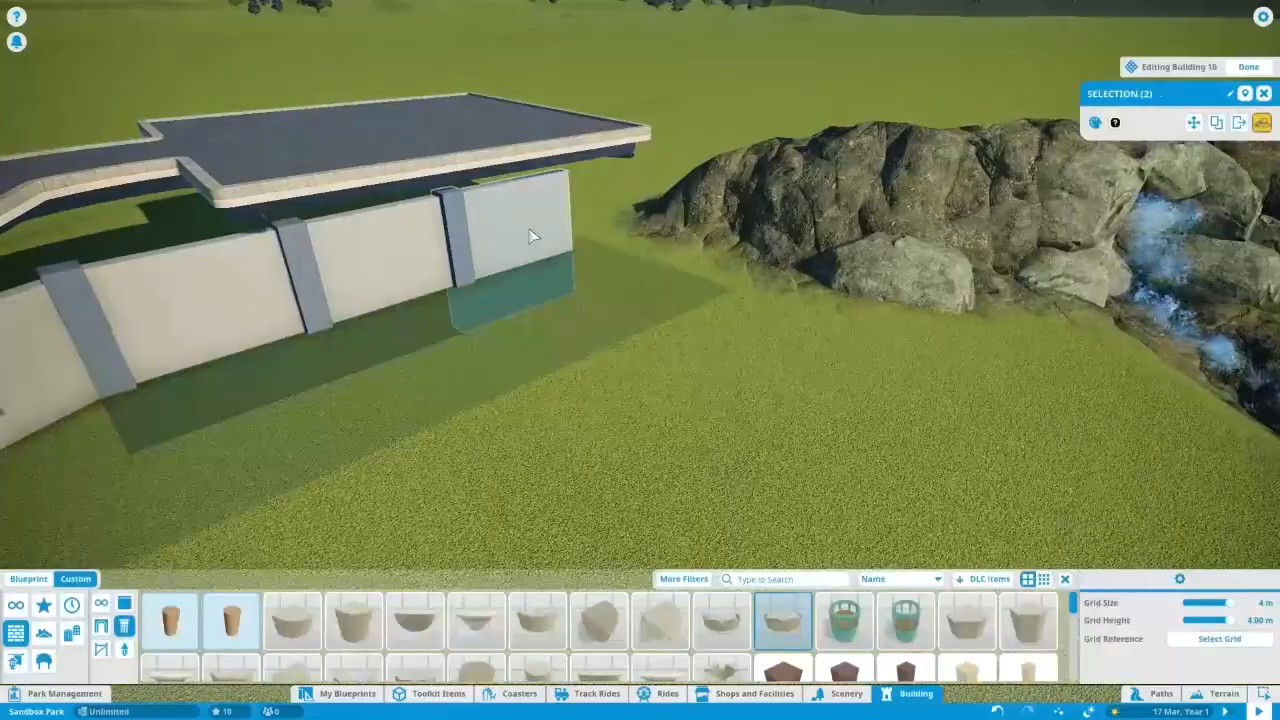 Editing Building 10 Done
SELECTION (2)
Blueprint Custom
More Filters Type to Search Name DLC Items
Grid Size 4 m
Grid Height 4.00 m
Grid Reference Select Grid
Park Management My Blueprints Toolkit Items Coasters Track Rides Rides Shops and Facilities Scenery Building Paths Terrain
Sandbox Park Unlimited 10 0 17 Mar, Year 1